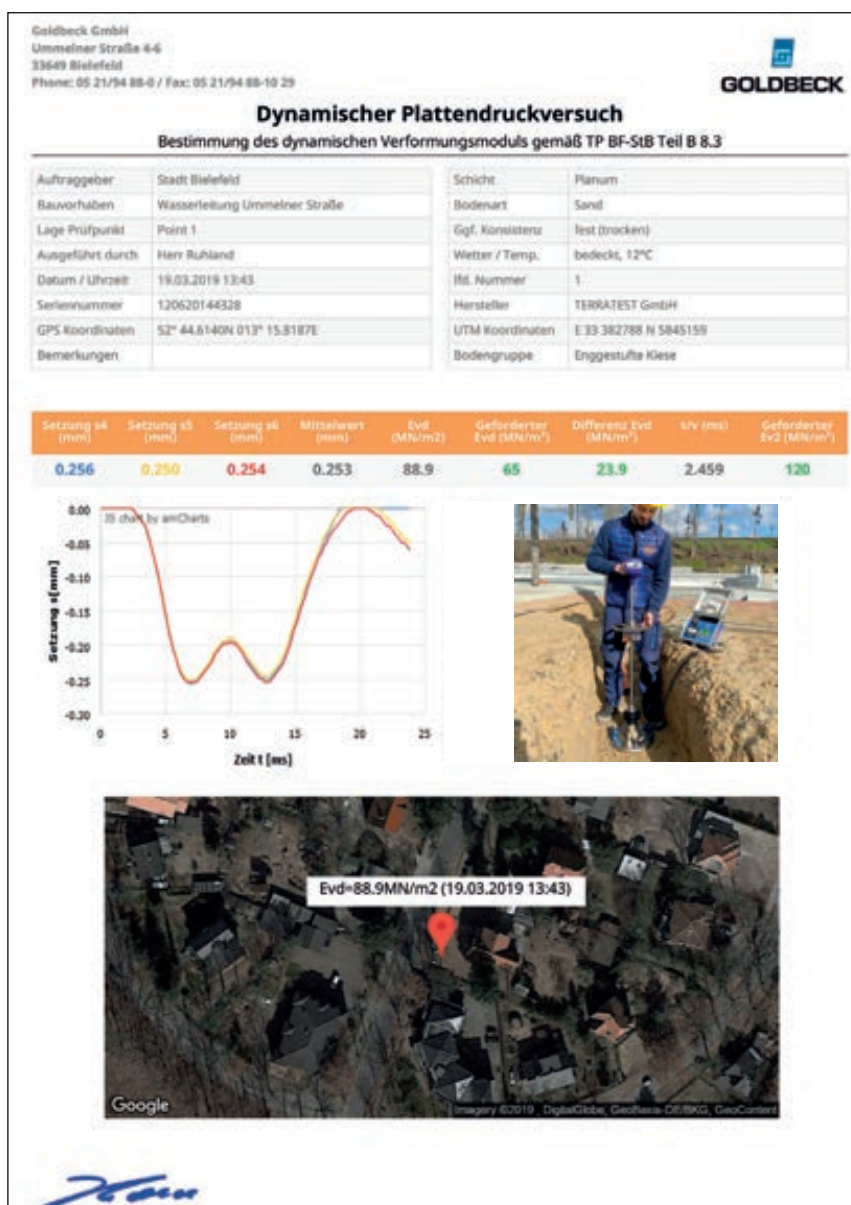 Goldbeck GmbH
Ummelner Straße 4-6
33649 Bielefeld
Phone: 05 21/94 88-0 / Fax: 05 21/94 88-10 29
GOLDBECK
Dynamischer Plattendruckversuch
Bestimmung des dynamischen Verformungsmoduls gemäß TP BF-StB Teil B 8.3
Auftraggeber Stadt Bielefeld
Bauvorhaben Wasserleitung Ummelner Straße
Lage Prüfpunkt Point 1
Ausgeführt durch Herr Ruhland
Datum / Uhrzeit 19.03.2019 13:43
Seriennummer 120620144328
GPS Koordinaten 52° 44.6140N 013° 15.8187E
Bemerkungen
Schicht Planum
Bodenart Sand
Ggf. Konsistenz fest (trocken)
Wetter / Temp. bedeckt, 12°C
lfd. Nummer 1
Hersteller TERRATEST GmbH
UTM Koordinaten E 33 382788 N 5845159
Bodengruppe Enggestufte Kiese
Setzung s4 (mm) Setzung s5 (mm) Setzung s6 (mm) Mittelwert (mm) Evd (MN/m2) Geforderter Evd (MN/m²) Differenz Evd (MN/m²) s/v (ms) Geforderter Ev2 (MN/m²)
0.256 0.250 0.254 0.253 88.9 65 23.9 2.459 120
JS chart by amCharts
0.00
-0.05
-0.10
-0.15
-0.20
-0.25
-0.30
Setzung s[mm]
0 5 10 15 20 25
Zeit t [ms]
Evd=88.9MN/m2 (19.03.2019 13:43)
Google
Imagery ©2019 , DigitalGlobe, GeoBasis-DE/BKG, GeoContent